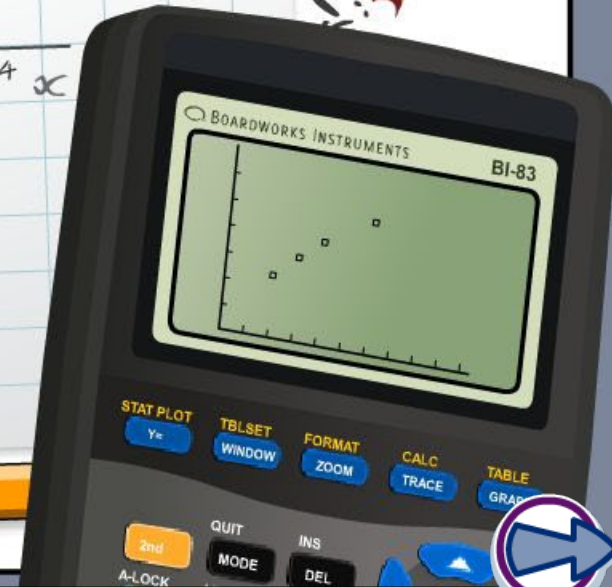 4 x
BOARDWORKS INSTRUMENTS
BI-83
STAT PLOT TBLSET FORMAT CALC TABLE
Y= WINDOW ZOOM TRACE
QUIT INS
2nd MODE DEL
A-LOCK